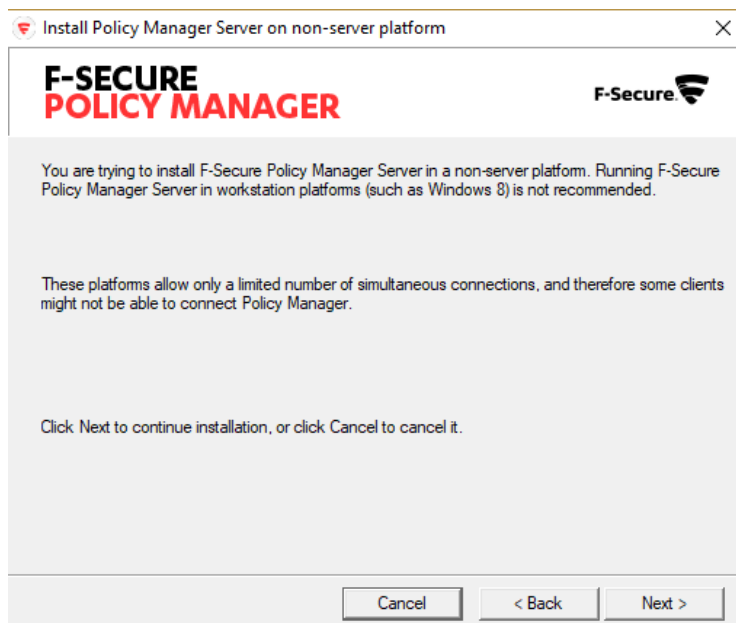 Install Policy Manager Server on non-server platform
F-SECURE
POLICY MANAGER
F-Secure.
You are trying to install F-Secure Policy Manager Server in a non-server platform. Running F-Secure
Policy Manager Server in workstation platforms (such as Windows 8) is not recommended.
These platforms allow only a limited number of simultaneous connections, and therefore some clients
might not be able to connect Policy Manager.
Click Next to continue installation, or click Cancel to cancel it.
Cancel
< Back
Next >